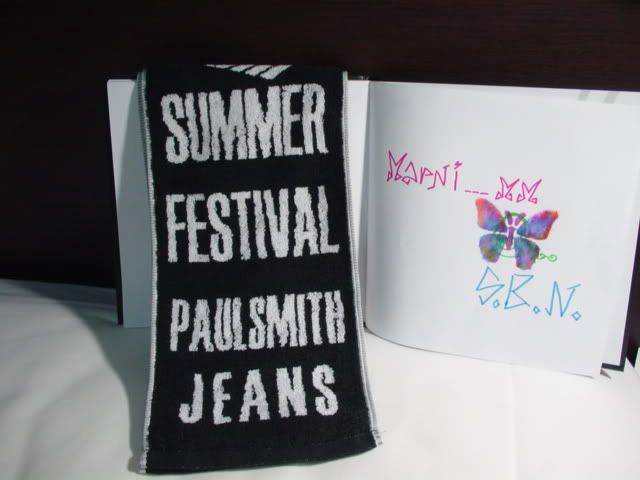 SUMMER
FESTIVAL
PAULSMITH
JEANS
Marni__MM
S.B.N.